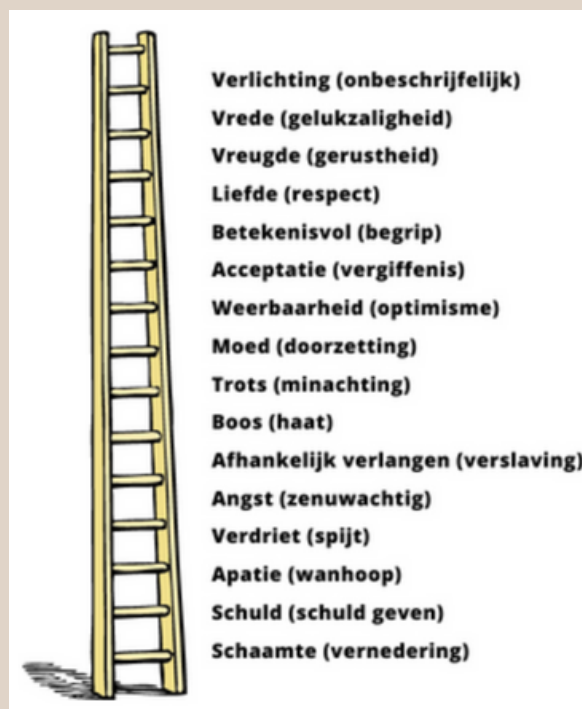 Verlichting (onbeschrijfelijk)
Vrede (gelukzaligheid)
Vreugde (gerustheid)
Liefde (respect)
Betekenisvol (begrip)
Acceptatie (vergiffenis)
Weerbaarheid (optimisme)
Moed (doorzetting)
Trots (minachting)
Boos (haat)
Afhankelijk verlangen (verslaving)
Angst (zenuwachtig)
Verdriet (spijt)
Apatie (wanhoop)
Schuld (schuld geven)
Schaamte (vernedering)